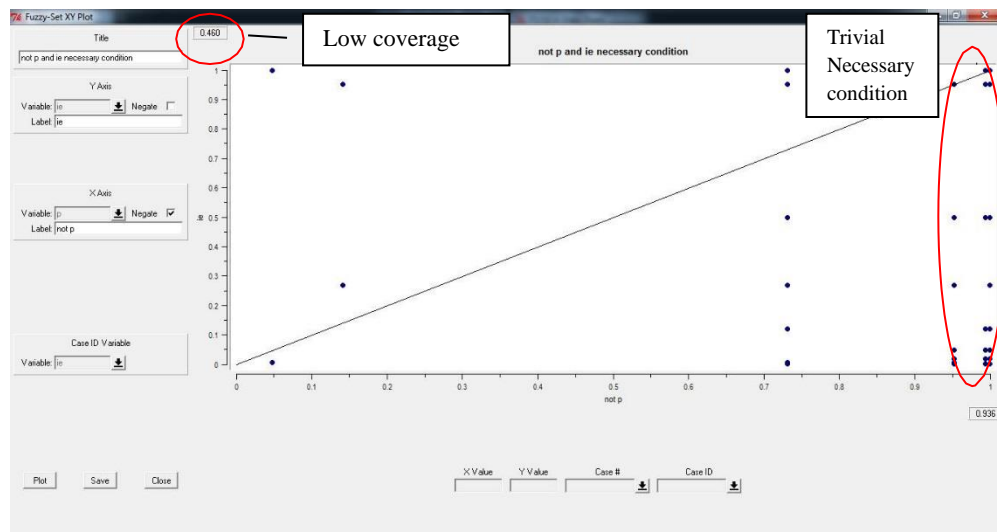 Fuzzy-Set XY Plot
Title
not p and ie necessary condition
Y Axis
Variable: ie Negate
Label: ie
X Axis
Variable: p Negate
Label: not p
Case ID Variable
Variable: ie
Plot Save Close
0.460
Low coverage
not p and ie necessary condition
Trivial
Necessary
condition
1
0.9
0.8
0.7
0.6
0.5
0.4
0.3
0.2
0.1
0
ie
0 0.1 0.2 0.3 0.4 0.5 0.6 0.7 0.8 0.9 1
not p
0.936
X Value Y Value Case # Case ID